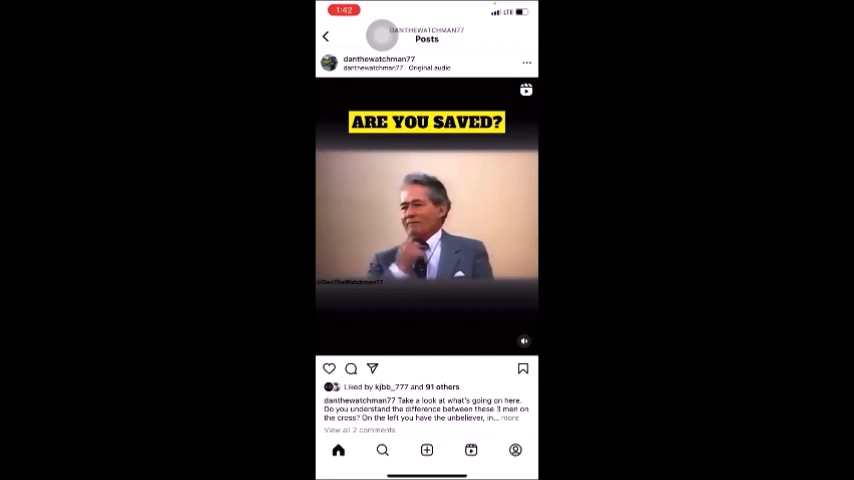 1:42
LTE
DANTHEWATCHMAN77
Posts
danthewatchman77
danthewatchman77 · Original audio
ARE YOU SAVED?
@DanTheWatchman77
Liked by kjbb_777 and 91 others
danthewatchman77 Take a look at what's going on here.
Do you understand the difference between these 3 men on
the cross? On the left you have the unbeliever, in... more
View all 2 comments